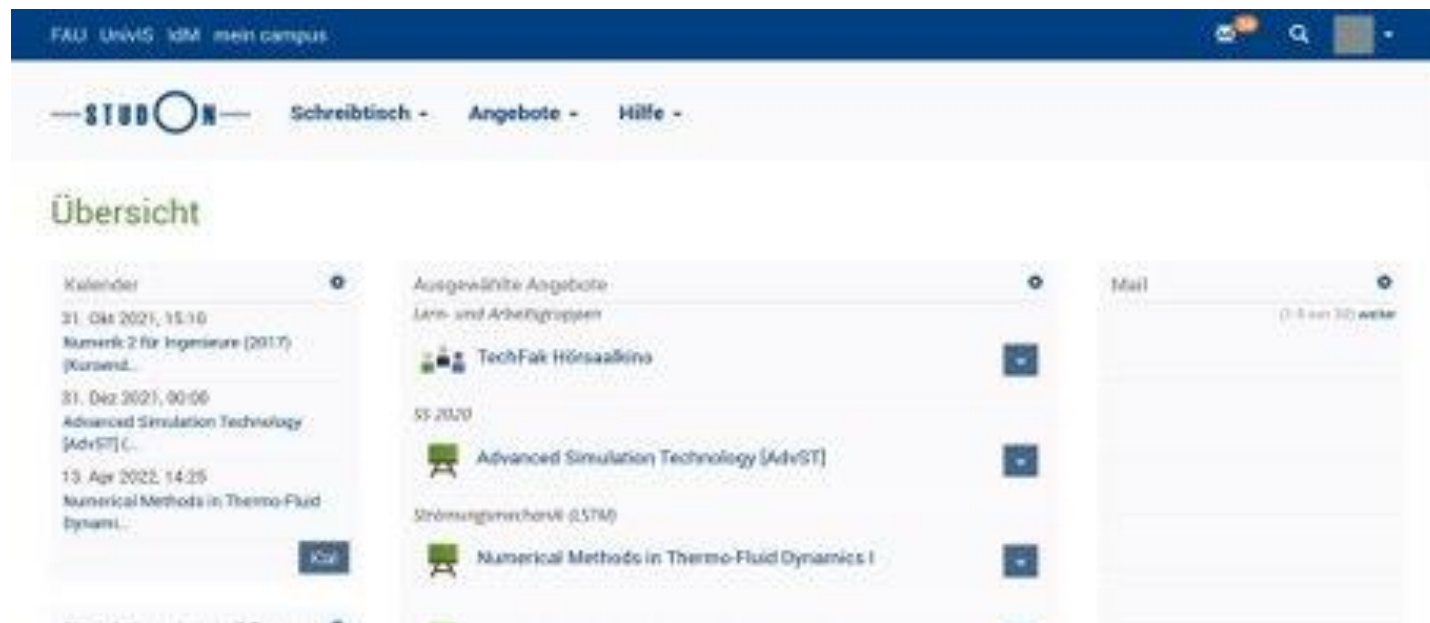 FAU UnivIS IdM mein campus
STUDON
Schreibtisch
Angebote
Hilfe
Übersicht
Kalender
31. Okt 2021, 15:10
Numerik 2 für Ingenieure (2017)
[Kursend...
31. Dez 2021, 00:00
Advanced Simulation Technology
[AdvST] (...
13. Apr 2022, 14:25
Numerical Methods in Thermo-Fluid
Dynami...
Ausgewählte Angebote
Lern- und Arbeitsgruppen
TechFak Hörsaalkino
SS 2020
Advanced Simulation Technology [AdvST]
Strömungsmechanik (LSTM)
Numerical Methods in Thermo-Fluid Dynamics I
Mail
weiter